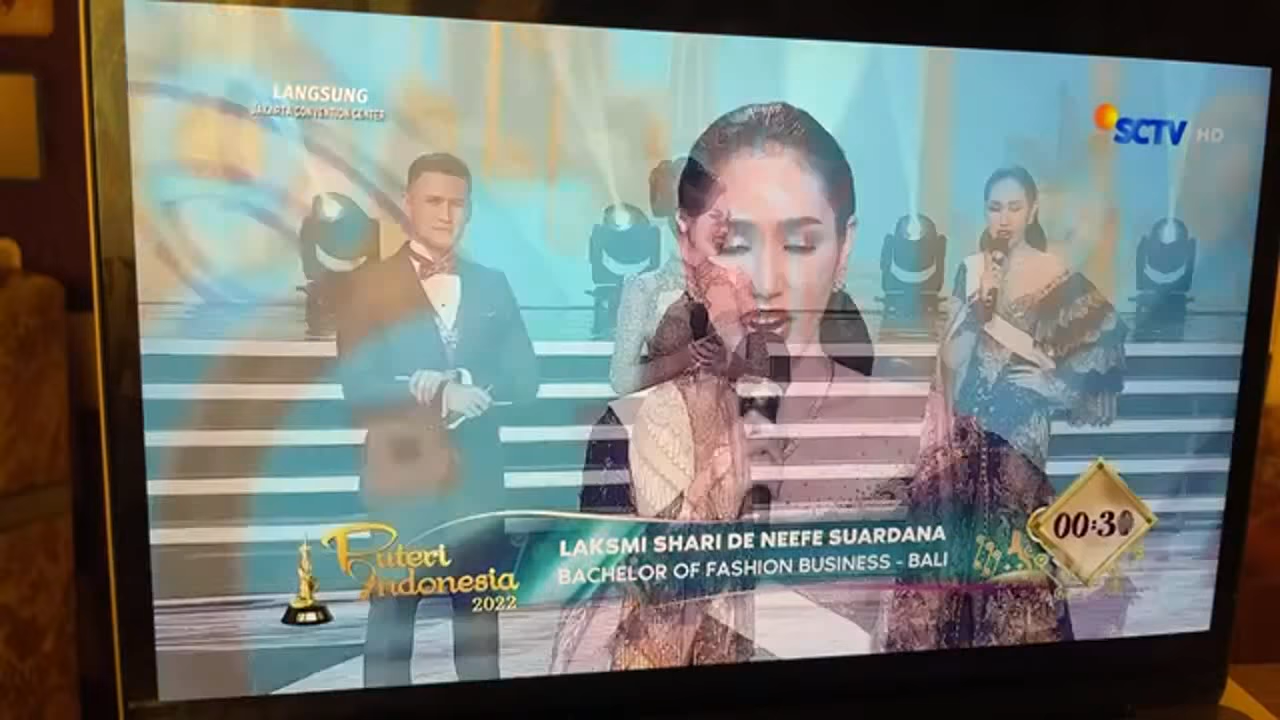 LANGSUNG
JAKARTA CONVENTION CENTER
SCTV HD
Puteri
Indonesia
2022
LAKSMI SHARI DE NEEFE SUARDANA
BACHELOR OF FASHION BUSINESS - BALI
00:30